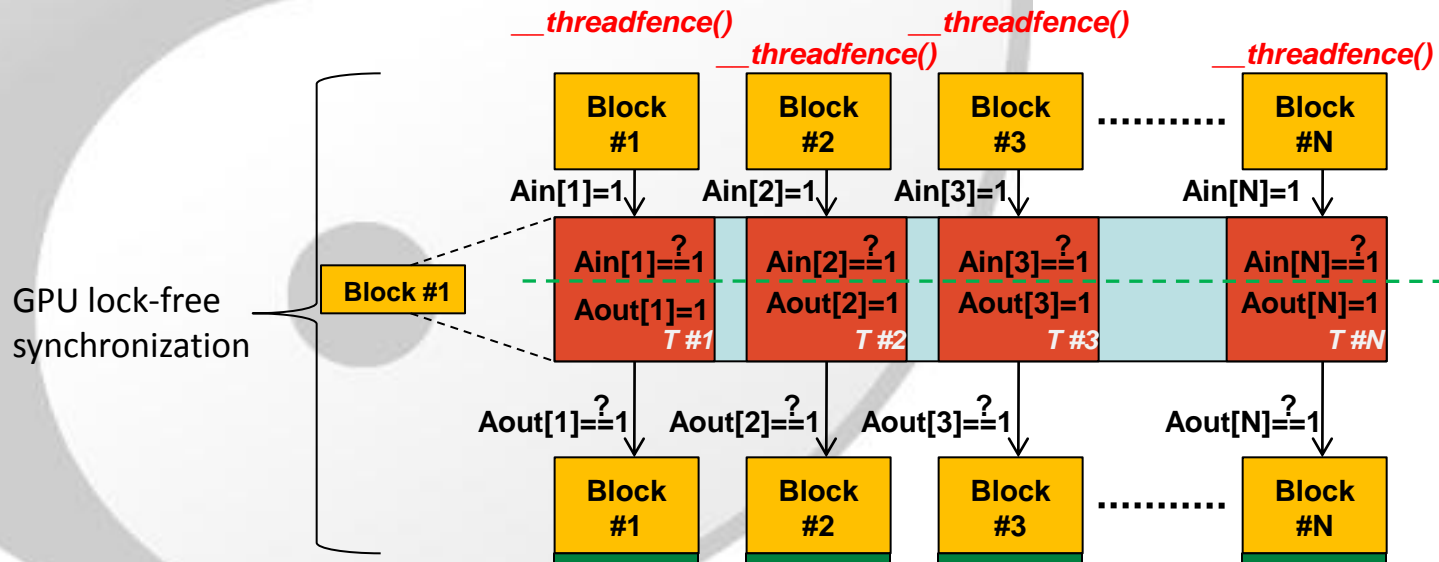 __threadfence()
__threadfence()
__threadfence()
__threadfence()
Block
#1
Block
#2
Block
#3
...........
Block
#N
Ain[1]=1
Ain[2]=1
Ain[3]=1
Ain[N]=1
GPU lock-free
synchronization
Block #1
?
Ain[1]==1
Aout[1]=1
T #1
?
Ain[2]==1
Aout[2]=1
T #2
?
Ain[3]==1
Aout[3]=1
T #3
?
Ain[N]==1
Aout[N]=1
T #N
?
Aout[1]==1
?
Aout[2]==1
?
Aout[3]==1
?
Aout[N]==1
Block
#1
Block
#2
Block
#3
...........
Block
#N